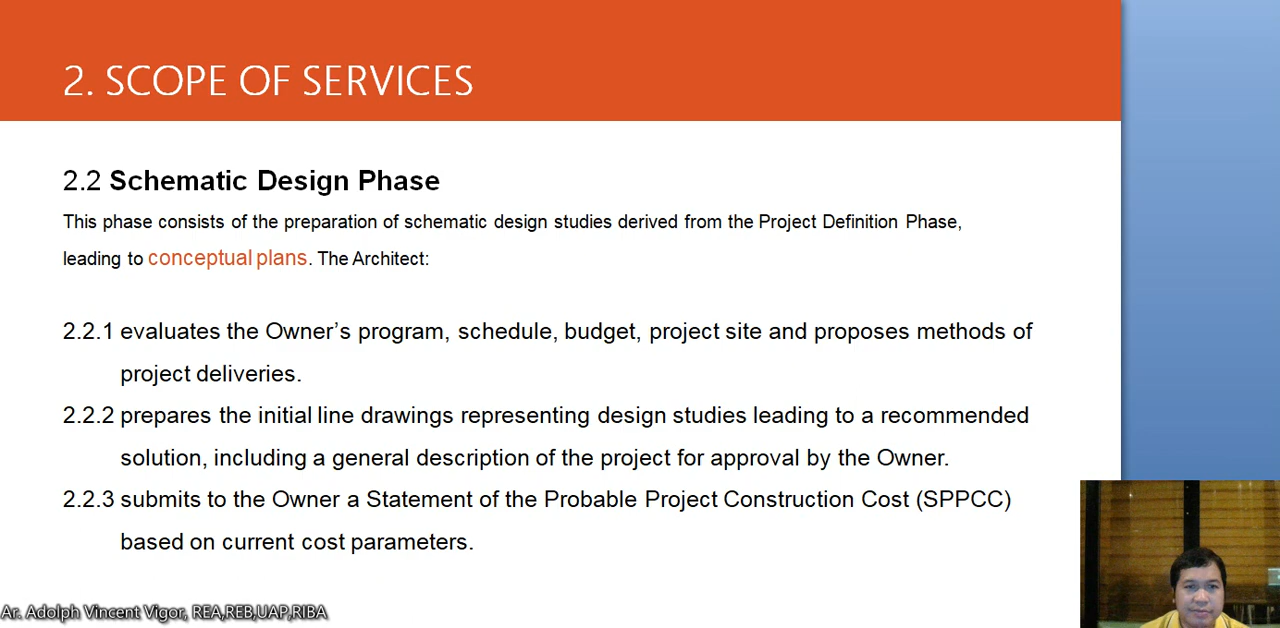 2. SCOPE OF SERVICES
2.2 Schematic Design Phase
This phase consists of the preparation of schematic design studies derived from the Project Definition Phase,
leading to conceptual plans. The Architect:
2.2.1 evaluates the Owner’s program, schedule, budget, project site and proposes methods of
project deliveries.
2.2.2 prepares the initial line drawings representing design studies leading to a recommended
solution, including a general description of the project for approval by the Owner.
2.2.3 submits to the Owner a Statement of the Probable Project Construction Cost (SPPCC)
based on current cost parameters.
Ar. Adolph Vincent Vigor, REA,REB,UAP,RIBA